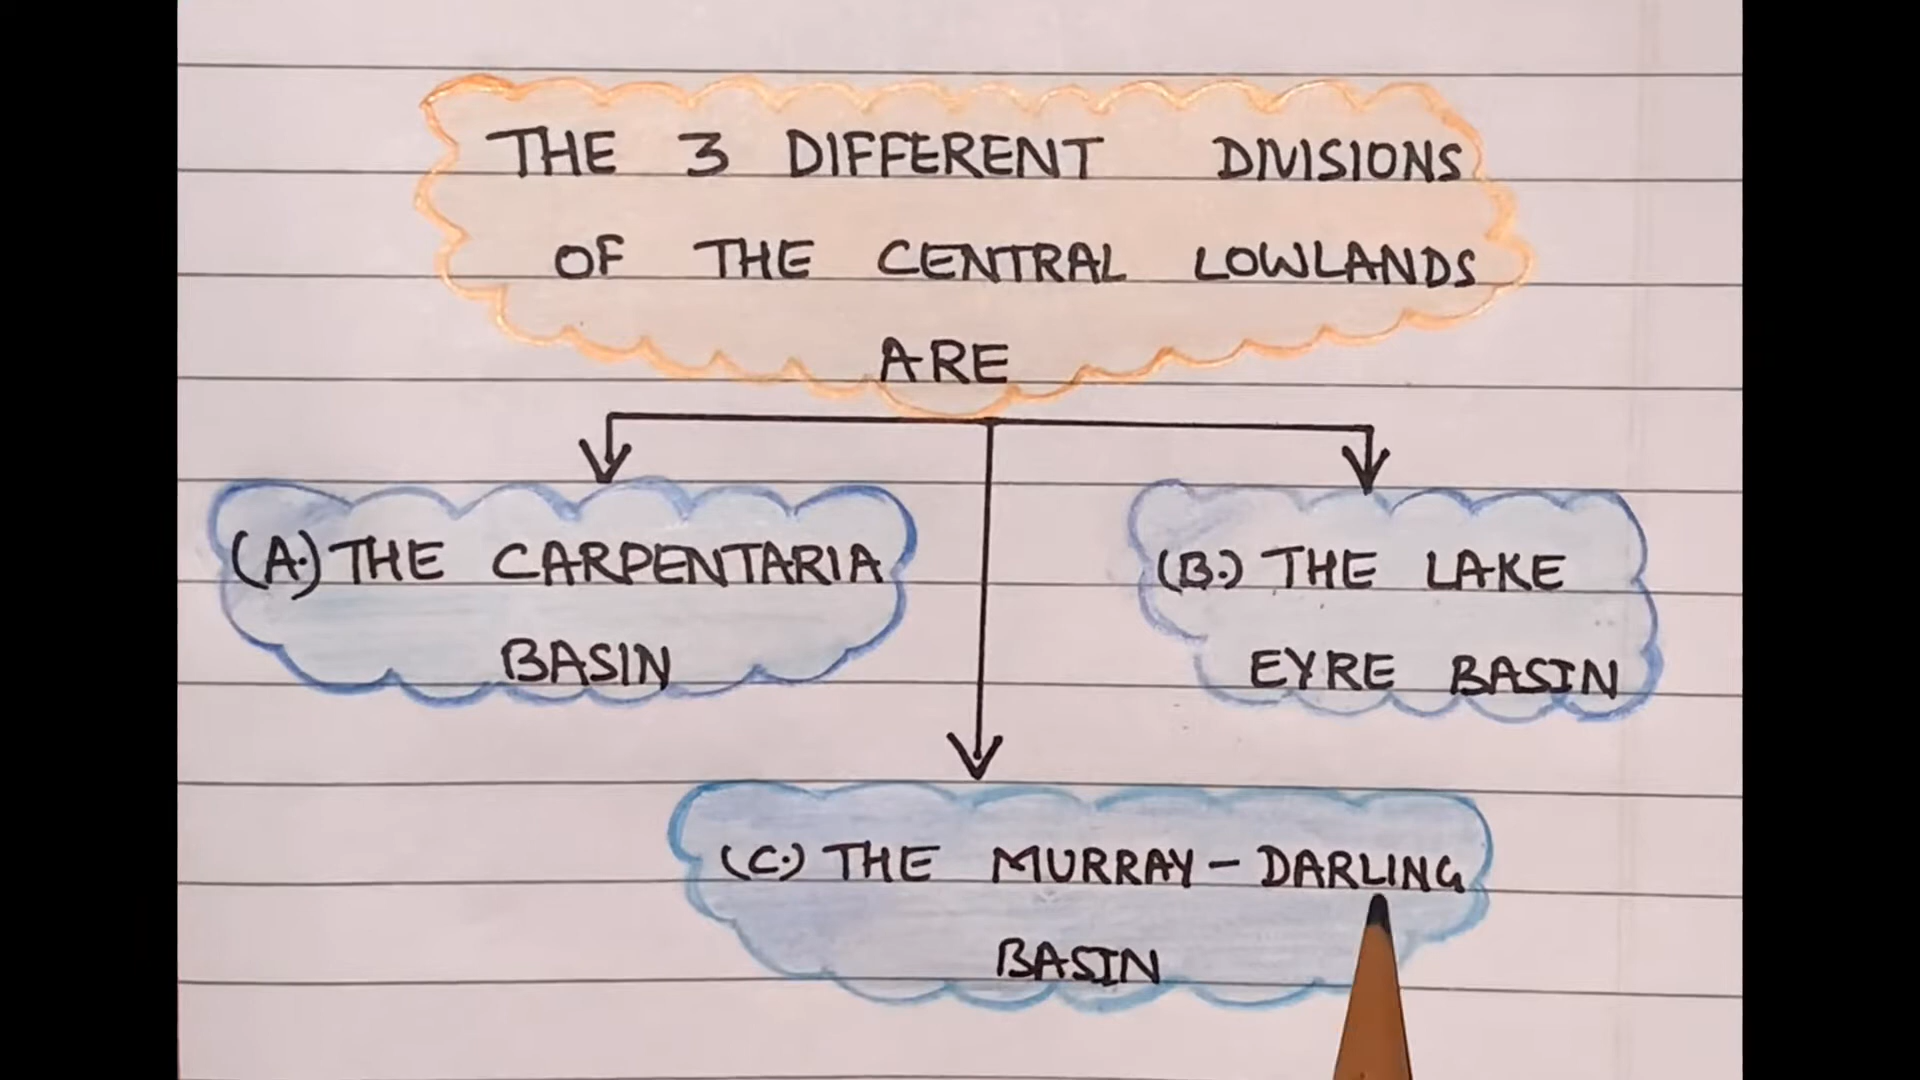 THE 3 DIFFERENT DIVISIONS
OF THE CENTRAL LOWLANDS
ARE
(A.) THE CARPENTARIA
BASIN
(B.) THE LAKE
EYRE BASIN
(C.) THE MURRAY - DARLING
BASIN